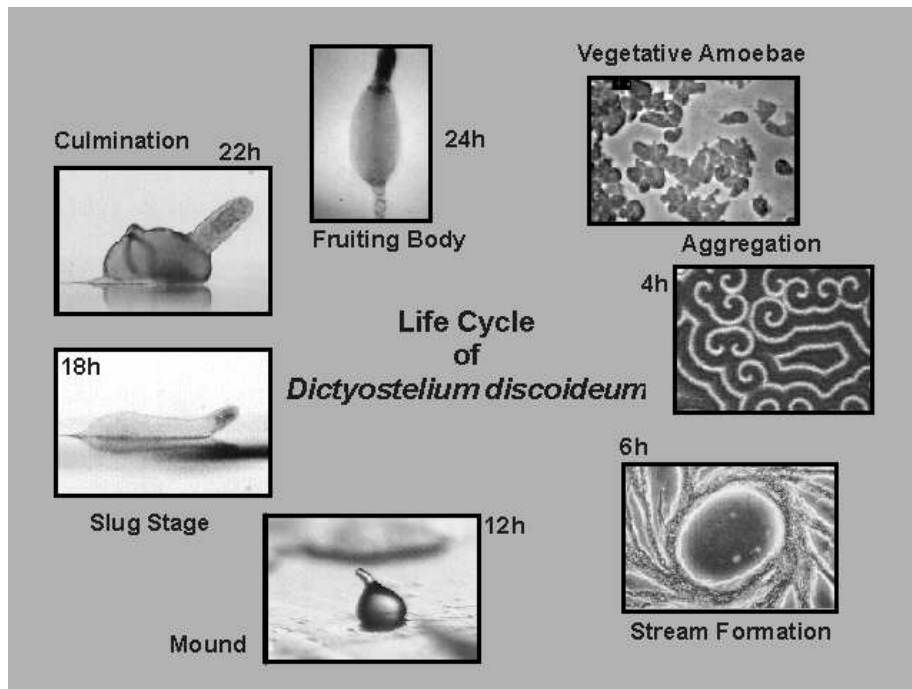 Vegetative Amoebae
Culmination
22h
24h
Fruiting Body
Aggregation
4h
Life Cycle
of
Dictyostelium discoideum
18h
6h
Slug Stage
12h
Mound
Stream Formation